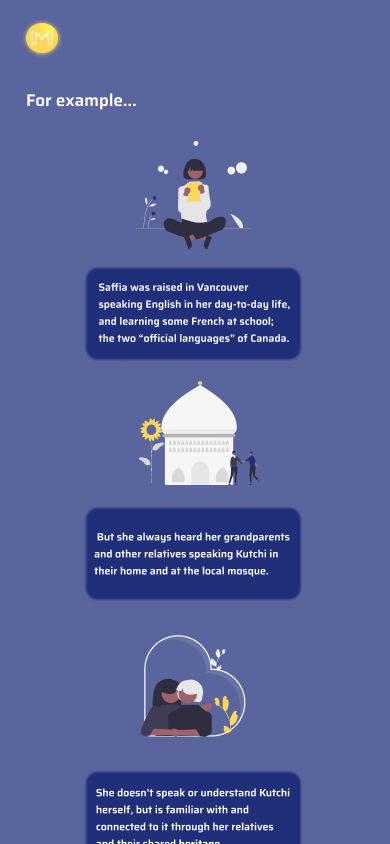 For example...
Saffia was raised in Vancouver
speaking English in her day-to-day life,
and learning some French at school;
the two “official languages” of Canada.
But she always heard her grandparents
and other relatives speaking Kutchi in
their home and at the local mosque.
She doesn’t speak or understand Kutchi
herself, but is familiar with and
connected to it through her relatives
and their shared heritage